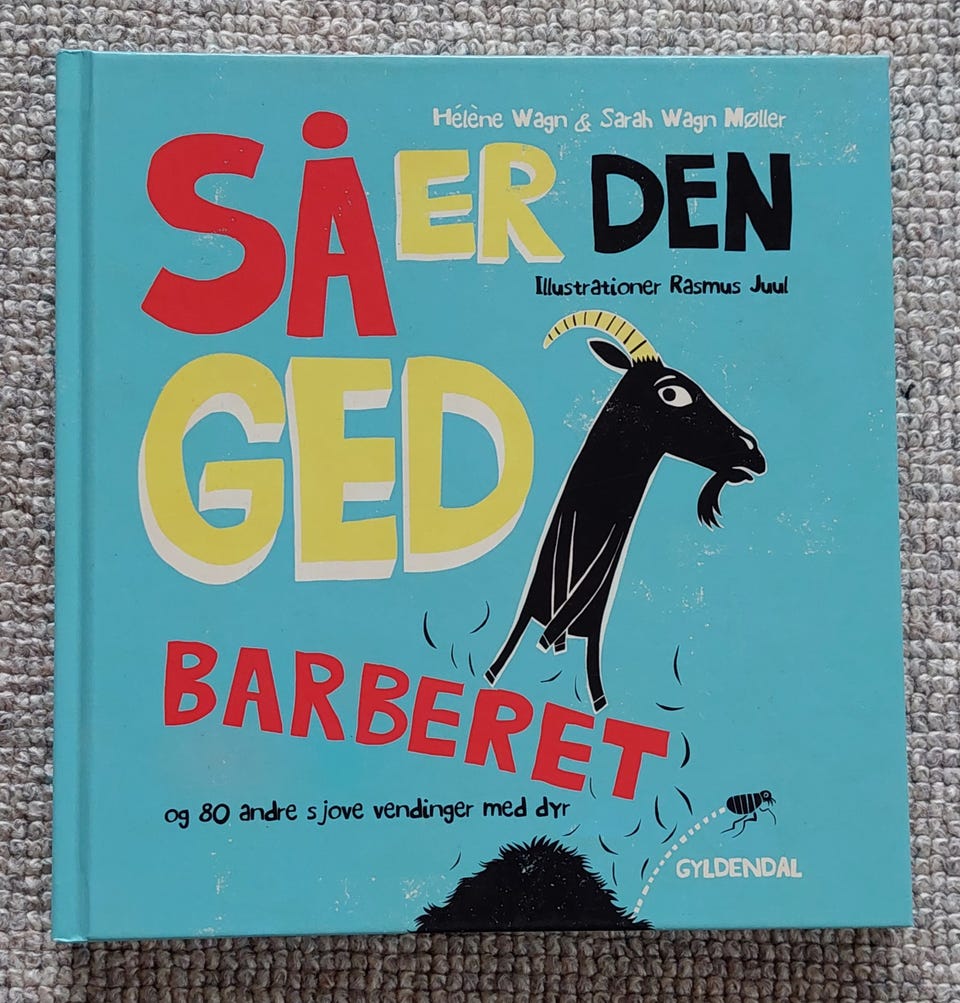 Hélène Wagn & Sarah Wagn Møller
SÅ ER DEN
Illustrationer Rasmus Juul
GED
BARBERET
og 80 andre sjove vendinger med dyr
GYLDENDAL